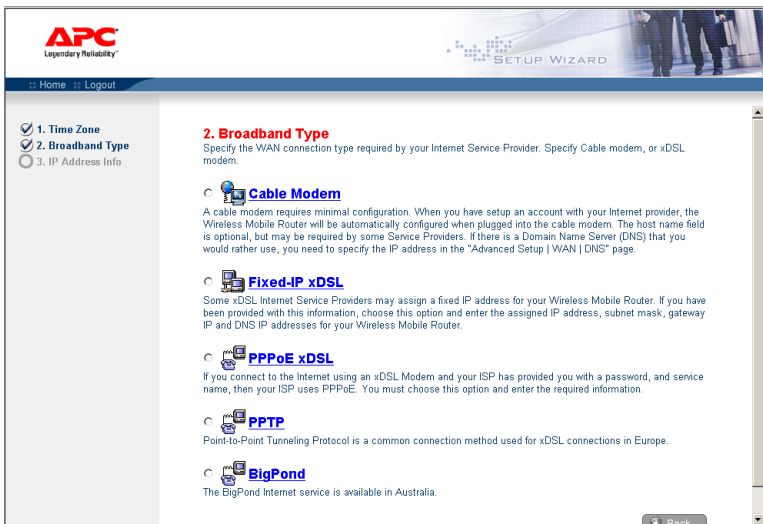 APC
Legendary Reliability™
SETUP WIZARD
:: Home :: Logout
1. Time Zone
2. Broadband Type
3. IP Address Info
2. Broadband Type
Specify the WAN connection type required by your Internet Service Provider. Specify Cable modem, or xDSL
modem.
Cable Modem
A cable modem requires minimal configuration. When you have setup an account with your Internet provider, the
Wireless Mobile Router will be automatically configured when plugged into the cable modem. The host name field
is optional, but may be required by some Service Providers. If there is a Domain Name Server (DNS) that you
would rather use, you need to specify the IP address in the "Advanced Setup | WAN | DNS" page.
Fixed-IP xDSL
Some xDSL Internet Service Providers may assign a fixed IP address for your Wireless Mobile Router. If you have
been provided with this information, choose this option and enter the assigned IP address, subnet mask, gateway
IP and DNS IP addresses for your Wireless Mobile Router.
PPPoE xDSL
If you connect to the Internet using an xDSL Modem and your ISP has provided you with a password, and service
name, then your ISP uses PPPoE. You must choose this option and enter the required information.
PPTP
Point-to-Point Tunneling Protocol is a common connection method used for xDSL connections in Europe.
BigPond
The BigPond Internet service is available in Australia.
Back